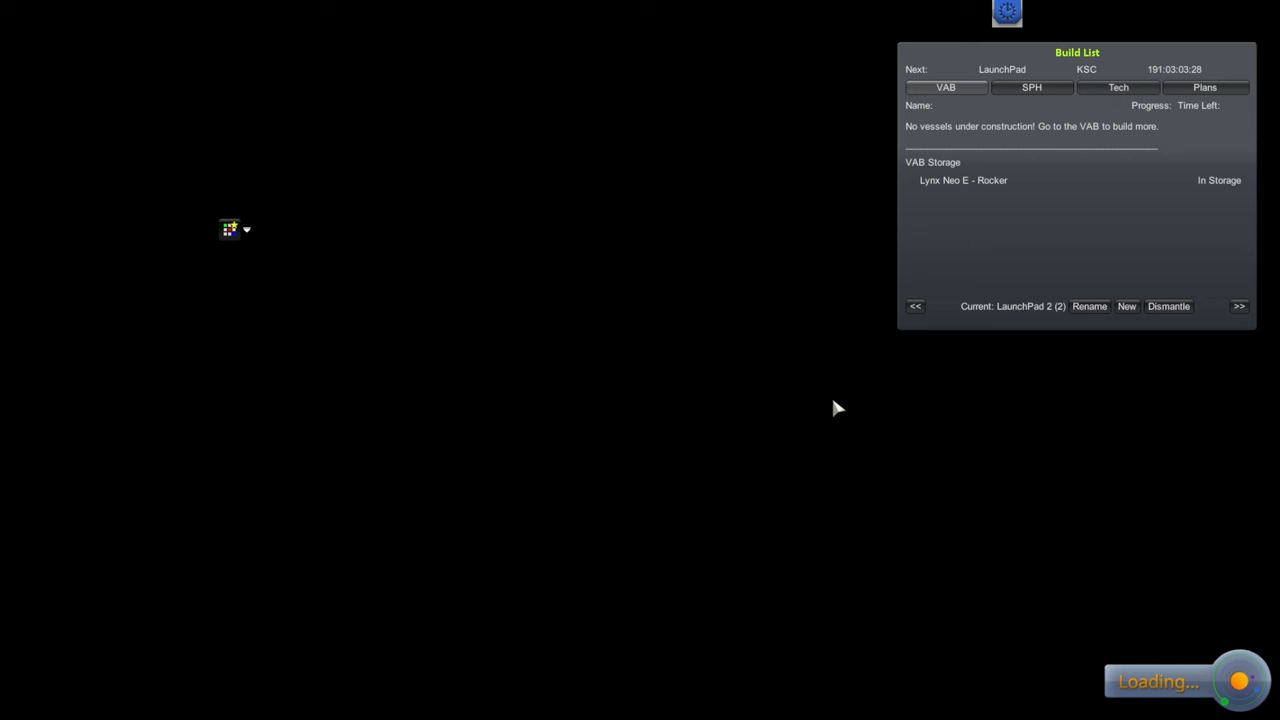 Build List
Next: LaunchPad KSC 191:03:03:28
VAB SPH Tech Plans
Name: Progress: Time Left:
No vessels under construction! Go to the VAB to build more.
VAB Storage
Lynx Neo E - Rocker In Storage
<< Current: LaunchPad 2 (2) Rename New Dismantle >>
Loading...